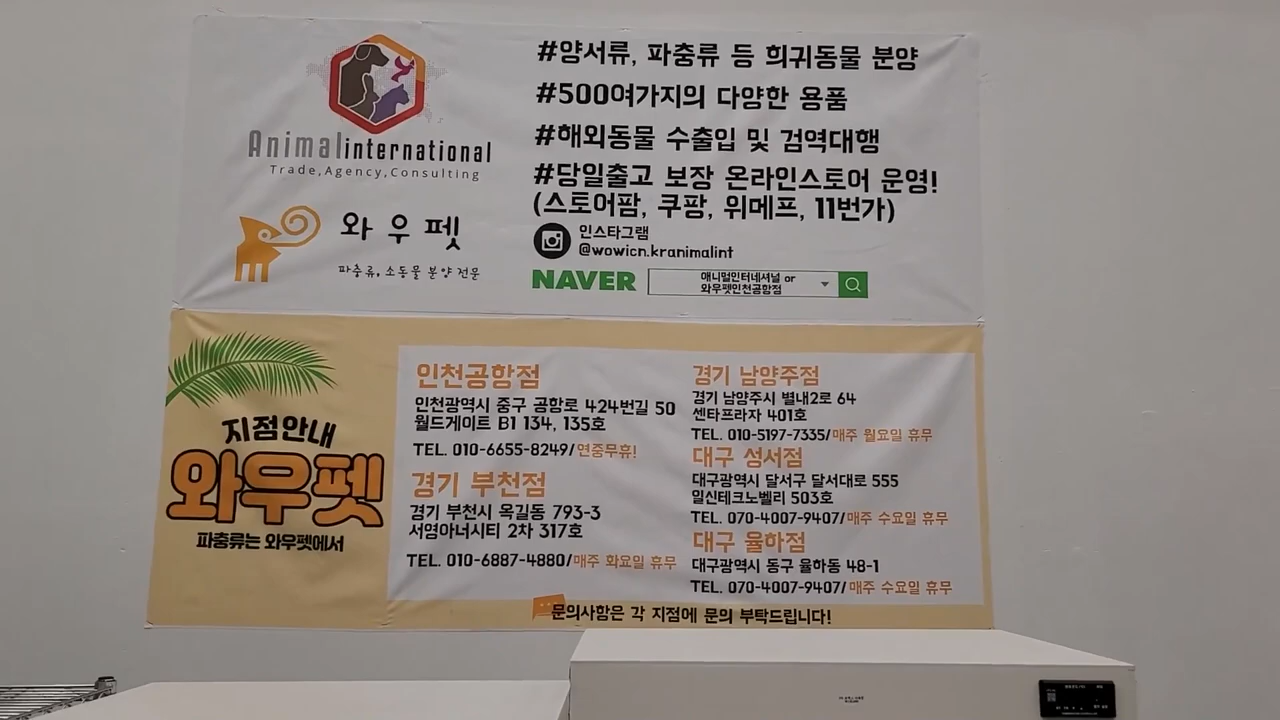 Animalinternational
Trade,Agency,Consulting
와우펫
파충류, 소동물 분양 전문
#양서류, 파충류 등 희귀동물 분양
#500여가지의 다양한 용품
#해외동물 수출입 및 검역대행
#당일출고 보장 온라인스토어 운영!
(스토어팜, 쿠팡, 위메프, 11번가)
인스타그램
@wowicn.kranimalint
NAVER
애니멀인터네셔널 or
와우펫인천공항점
지점안내
와우펫
파충류는 와우펫에서
인천공항점
인천광역시 중구 공항로 424번길 50
월드게이트 B1 134, 135호
TEL. 010-6655-8249/연중무휴!
경기 부천점
경기 부천시 옥길동 793-3
서영아너시티 2차 317호
TEL. 010-6887-4880/매주 화요일 휴무
경기 남양주점
경기 남양주시 별내2로 64
센타프라자 401호
TEL. 010-5197-7335/매주 월요일 휴무
대구 성서점
대구광역시 달서구 달서대로 555
일신테크노벨리 503호
TEL. 070-4007-9407/매주 수요일 휴무
대구 율하점
대구광역시 동구 율하동 48-1
TEL. 070-4007-9407/매주 수요일 휴무
문의사항은 각 지점에 문의 부탁드립니다!